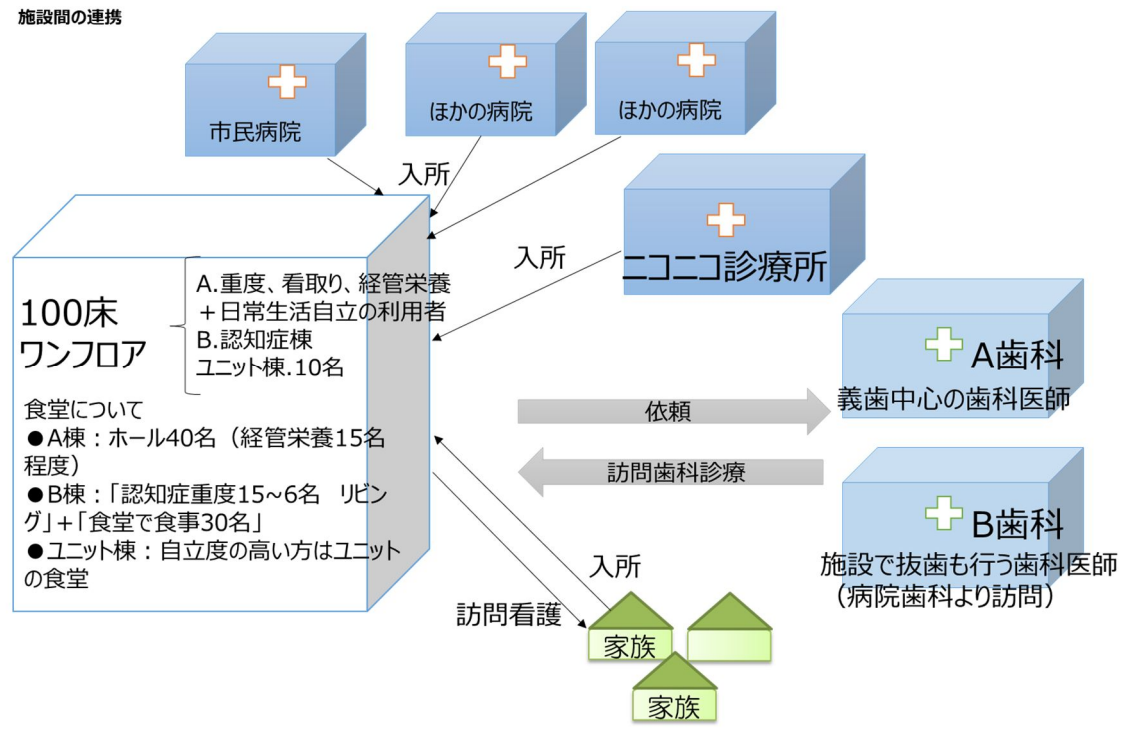 施設間の連携
市民病院
ほかの病院
ほかの病院
入所
ニコニコ診療所
入所
100床
ワンフロア
A.重度、看取り、経管栄養
＋日常生活自立の利用者
B.認知症棟
ユニット棟.10名
食堂について
●A棟：ホール40名（経管栄養15名
程度）
●B棟：「認知症重度15~6名　リビン
グ」＋「食堂で食事30名」
●ユニット棟：自立度の高い方はユニット
の食堂
依頼
訪問歯科診療
A歯科
義歯中心の歯科医師
B歯科
施設で抜歯も行う歯科医師
（病院歯科より訪問）
入所
訪問看護
家族
家族